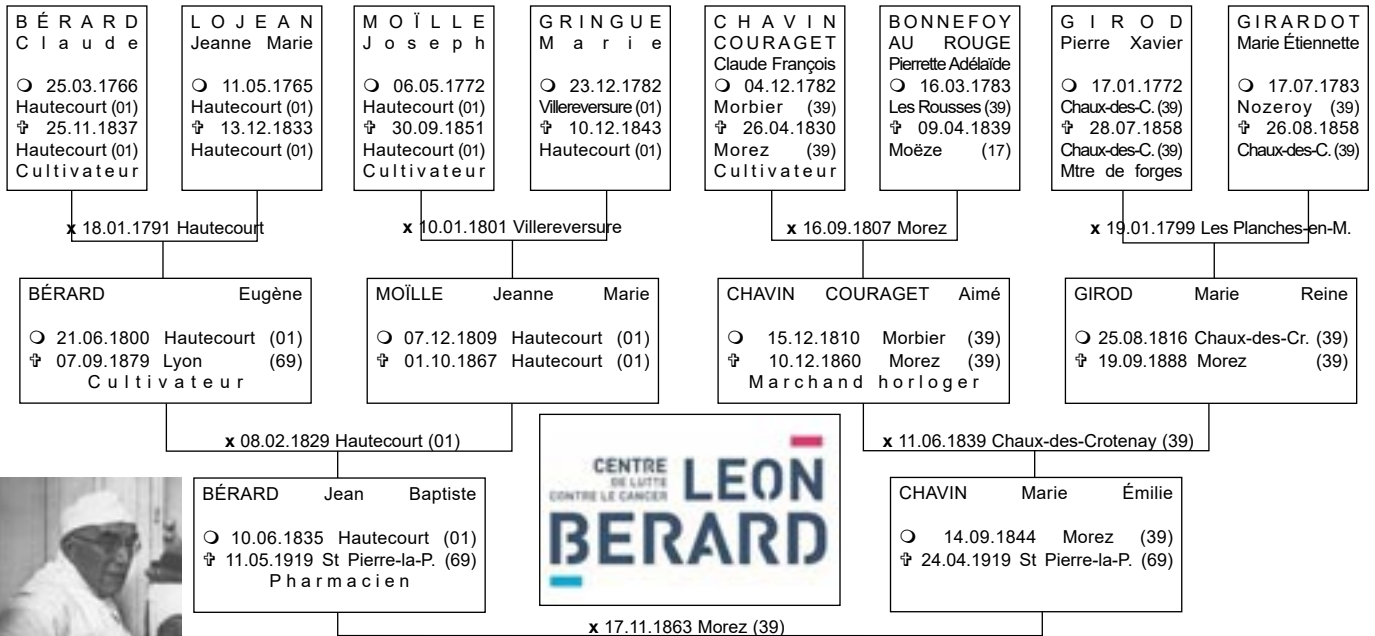 BÉRARD
Claude
25.03.1766
Hautecourt (01)
✞ 25.11.1837
Hautecourt (01)
Cultivateur
LOJEAN
Jeanne Marie
11.05.1765
Hautecourt (01)
✞ 13.12.1833
Hautecourt (01)
MOÏLLE
Joseph
06.05.1772
Hautecourt (01)
✞ 30.09.1851
Hautecourt (01)
Cultivateur
GRINGUE
Marie
23.12.1782
Villereversure (01)
✞ 10.12.1843
Hautecourt (01)
CHAVIN
COURAGET
Claude François
04.12.1782
Morbier (39)
✞ 26.04.1830
Morez (39)
Cultivateur
BONNEFOY
AU ROUGE
Pierrette Adélaïde
16.03.1783
Les Rousses (39)
✞ 09.04.1839
Moëze (17)
GIROD
Pierre Xavier
17.01.1772
Chaux-des-C. (39)
✞ 28.07.1858
Chaux-des-C. (39)
Mtre de forges
GIRARDOT
Marie Étiennette
17.07.1783
Nozeroy (39)
✞ 26.08.1858
Chaux-des-C. (39)
x 18.01.1791 Hautecourt
x 10.01.1801 Villereversure
x 16.09.1807 Morez
x 19.01.1799 Les Planches-en-M.
BÉRARD Eugène
21.06.1800 Hautecourt (01)
✞ 07.09.1879 Lyon (69)
Cultivateur
MOÏLLE Jeanne Marie
07.12.1809 Hautecourt (01)
✞ 01.10.1867 Hautecourt (01)
CHAVIN COURAGET Aimé
15.12.1810 Morbier (39)
✞ 10.12.1860 Morez (39)
Marchand horloger
GIROD Marie Reine
25.08.1816 Chaux-des-Cr. (39)
✞ 19.09.1888 Morez (39)
x 08.02.1829 Hautecourt (01)
x 11.06.1839 Chaux-des-Crotenay (39)
BÉRARD Jean Baptiste
10.06.1835 Hautecourt (01)
✞ 11.05.1919 St Pierre-la-P. (69)
Pharmacien
CENTRE
DE LUTTE
CONTRE LE CANCER
LEON
BERARD
CHAVIN Marie Émilie
14.09.1844 Morez (39)
✞ 24.04.1919 St Pierre-la-P. (69)
x 17.11.1863 Morez (39)